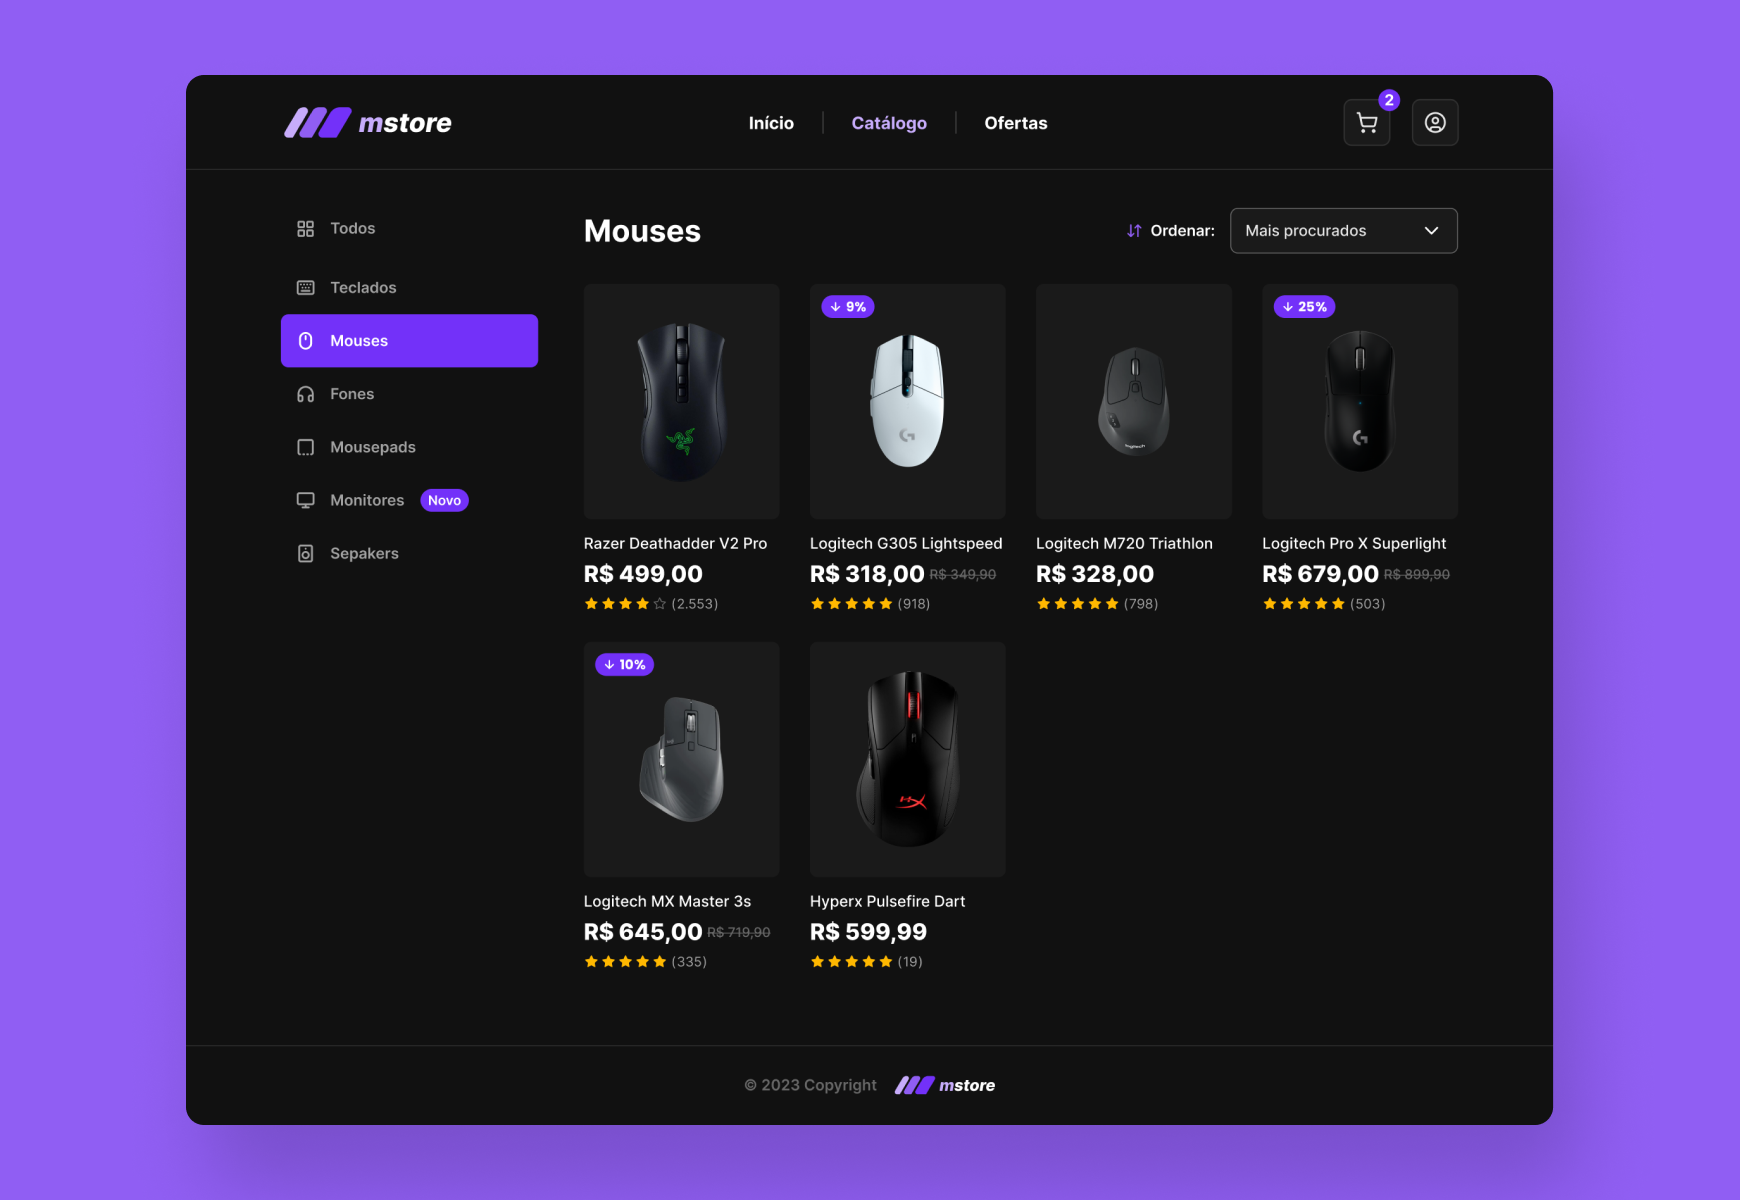 mstore
Início
Catálogo
Ofertas
2
Todos
Teclados
Mouses
Fones
Mousepads
Monitores Novo
Sepakers
Mouses
Ordenar:
Mais procurados
Razer Deathadder V2 Pro
R$ 499,00
(2.553)
9%
G
Logitech G305 Lightspeed
R$ 318,00 R$ 349,90
(918)
logitech
Logitech M720 Triathlon
R$ 328,00
(798)
25%
G
Logitech Pro X Superlight
R$ 679,00 R$ 899,90
(503)
10%
Logitech MX Master 3s
R$ 645,00 R$ 719,90
(335)
HX
Hyperx Pulsefire Dart
R$ 599,99
(19)
© 2023 Copyright
mstore